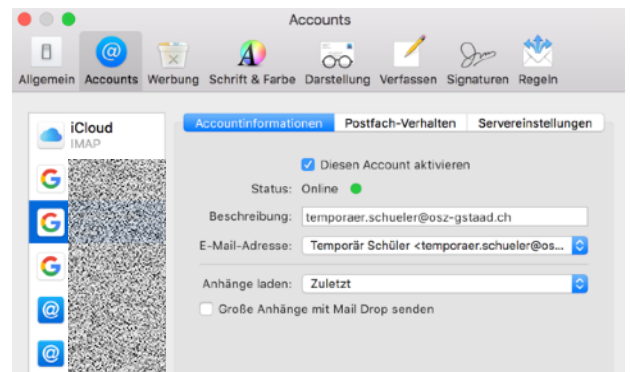 Accounts
Allgemein Accounts Werbung Schrift & Farbe Darstellung Verfassen Signaturen Regeln
iCloud
IMAP
Accountinformationen Postfach-Verhalten Servereinstellungen
Diesen Account aktivieren
Status: Online
Beschreibung: temporaer.schueler@osz-gstaad.ch
E-Mail-Adresse: Temporär Schüler <temporaer.schueler@os...
Anhänge laden: Zuletzt
Große Anhänge mit Mail Drop senden